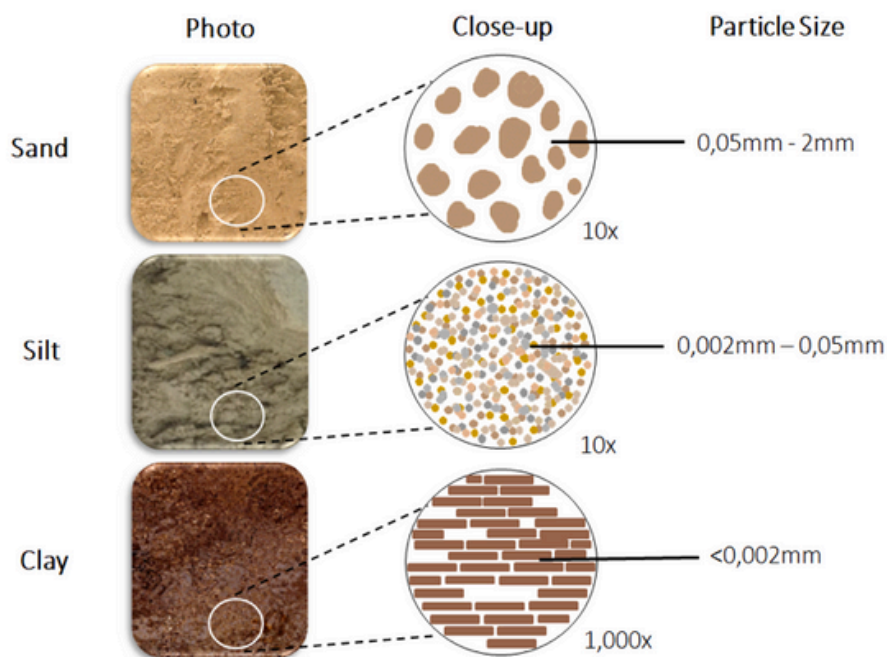 Photo
Close-up
Particle Size
Sand
0,05mm - 2mm
10x
Silt
0,002mm – 0,05mm
10x
Clay
<0,002mm
1,000x